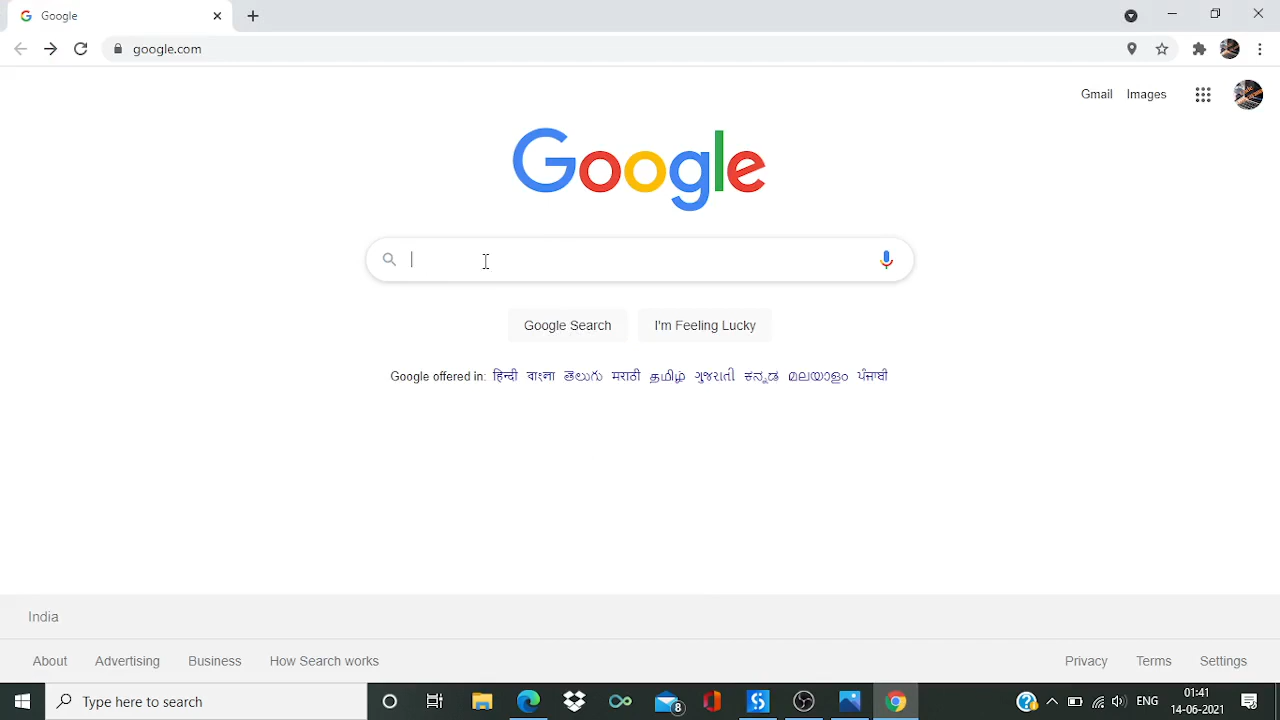 Google
google.com
Gmail Images
Google
Google Search I'm Feeling Lucky
Google offered in: हिन्दी বাংলা తెలుగు मराठी தமிழ் ગુજરાતી ಕನ್ನಡ മലയാളം ਪੰਜਾਬੀ
India
About Advertising Business How Search works Privacy Terms Settings
Type here to search 8 ENG 01:41
14-06-2021